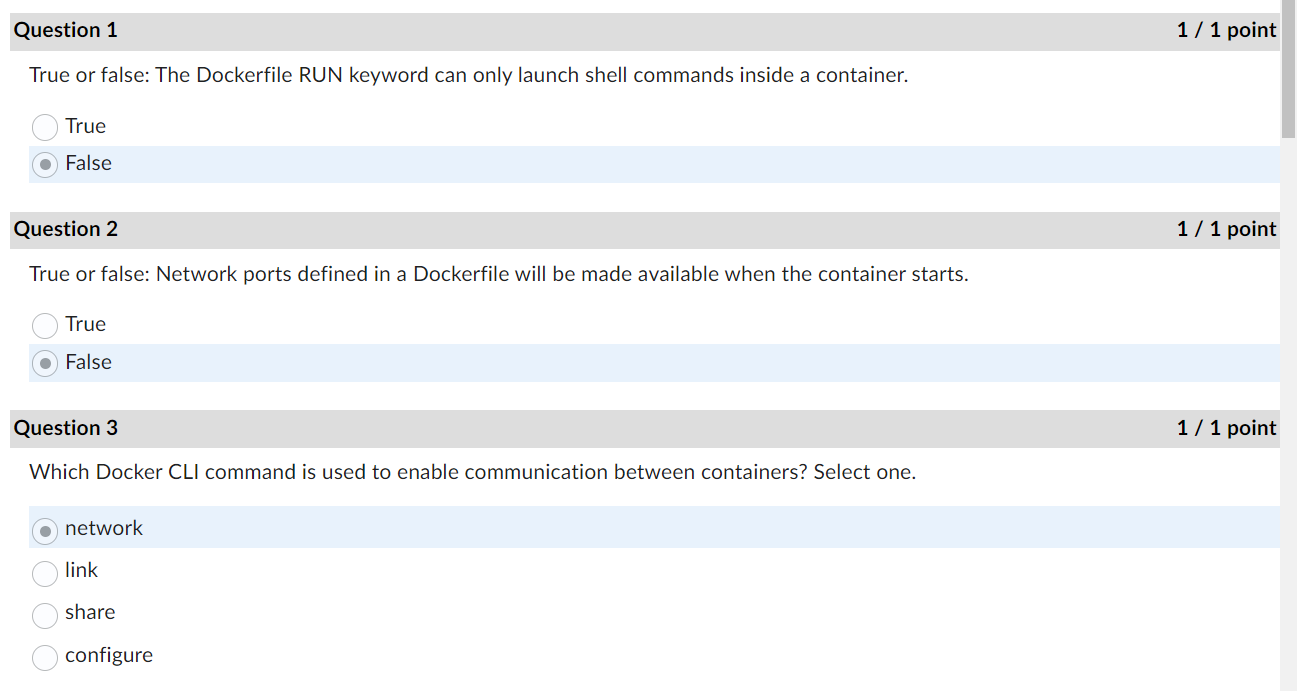 Question 1 1 / 1 point
True or false: The Dockerfile RUN keyword can only launch shell commands inside a container.
True
False
Question 2 1 / 1 point
True or false: Network ports defined in a Dockerfile will be made available when the container starts.
True
False
Question 3 1 / 1 point
Which Docker CLI command is used to enable communication between containers? Select one.
network
link
share
configure